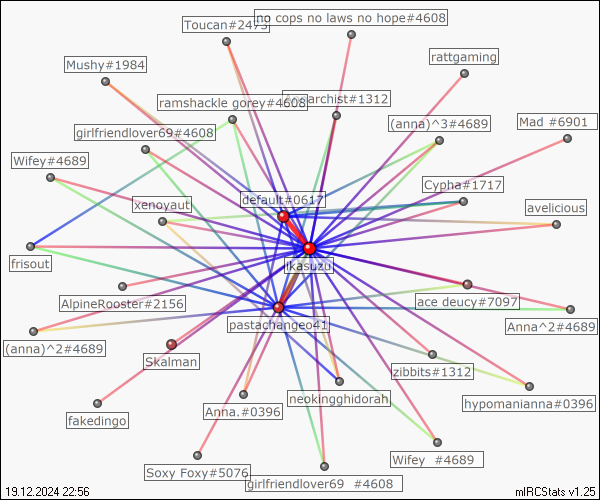 no cops no laws no hope#4608
Toucan#2473
rattgaming
Mushy#1984
ramshackle gorey#4608
Anarchist#1312
girlfriendlover69#4608
(anna)^3#4689
Mad #6901
Wifey#4689
Cypha#1717
default#0617
xenoyautj
avelicious
frisout
ikasuzu
AlpineRooster#2156
ace deucy#7097
pastachangeo41
Anna^2#4689
(anna)^2#4689
Skalman
zibbits#1312
neokingghidorah
hypomanianna#0396
fakedingo
Anna.#0396
Wifey #4689
Soxy Foxy#5076
girlfriendlover69 #4608
19.12.2024 22:56
mIRCStats v1.25